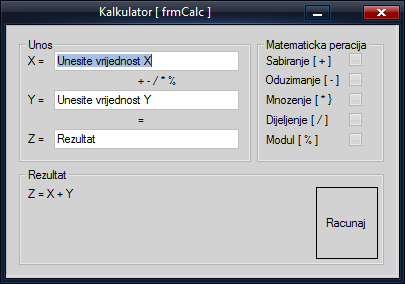 Kalkulator [ frmCalc ]
Unos
X = Unesite vrijednost X
+ - / * %
Y = Unesite vrijednost Y
=
Z = Rezultat
Matematicka peracija
Sabiranje [ + ]
Oduzimanje [ - ]
Mnozenje [ * }
Dijeljenje [ / ]
Modul [ % ]
Rezultat
Z = X + Y
Racunaj